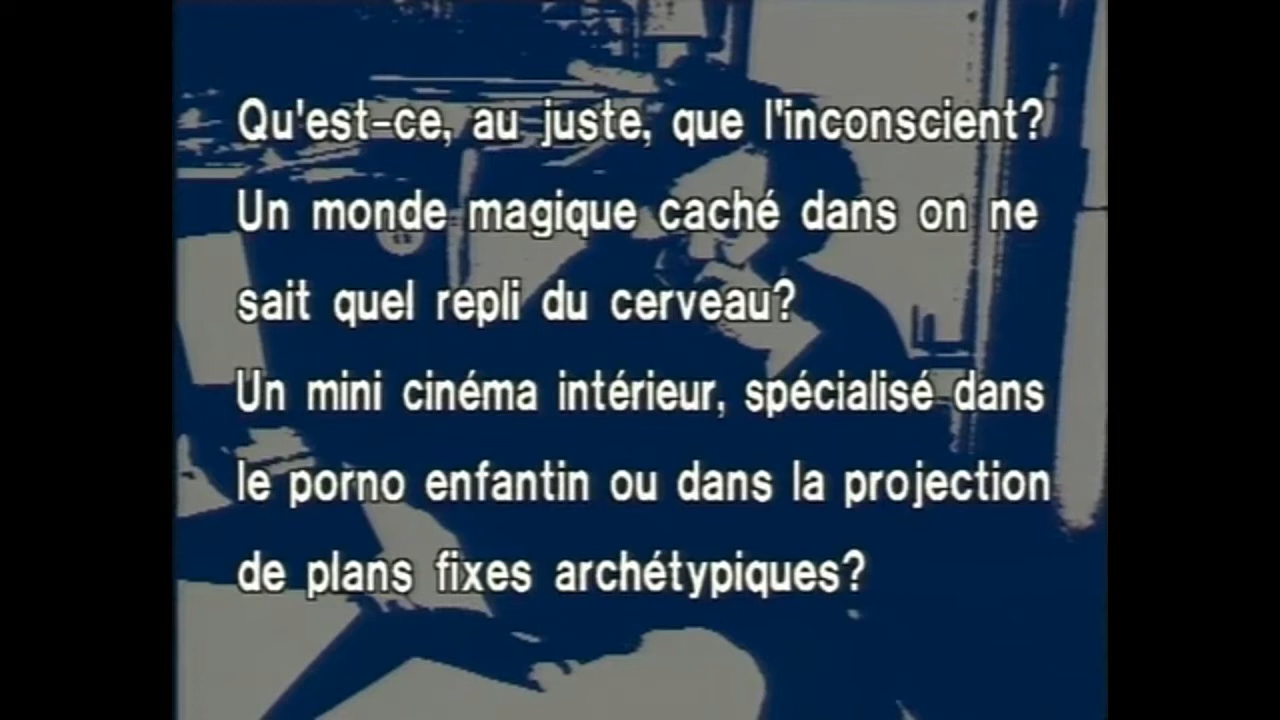 Qu'est-ce, au juste, que l'inconscient?
Un monde magique caché dans on ne
sait quel repli du cerveau?
Un mini cinéma intérieur, spécialisé dans
le porno enfantin ou dans la projection
de plans fixes archétypiques?